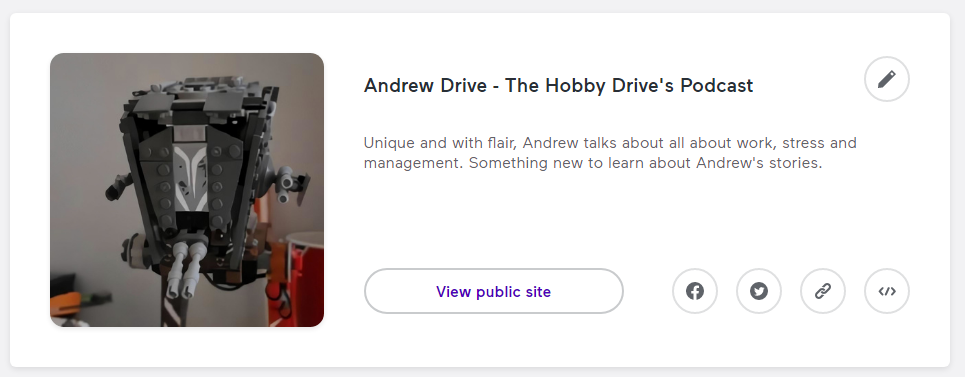 Andrew Drive - The Hobby Drive's Podcast
Unique and with flair, Andrew talks about all about work, stress and
management. Something new to learn about Andrew's stories.
View public site